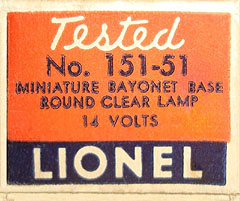 Tested
No. 151-51
MINIATURE BAYONET BASE
ROUND CLEAR LAMP
14 VOLTS
LIONEL